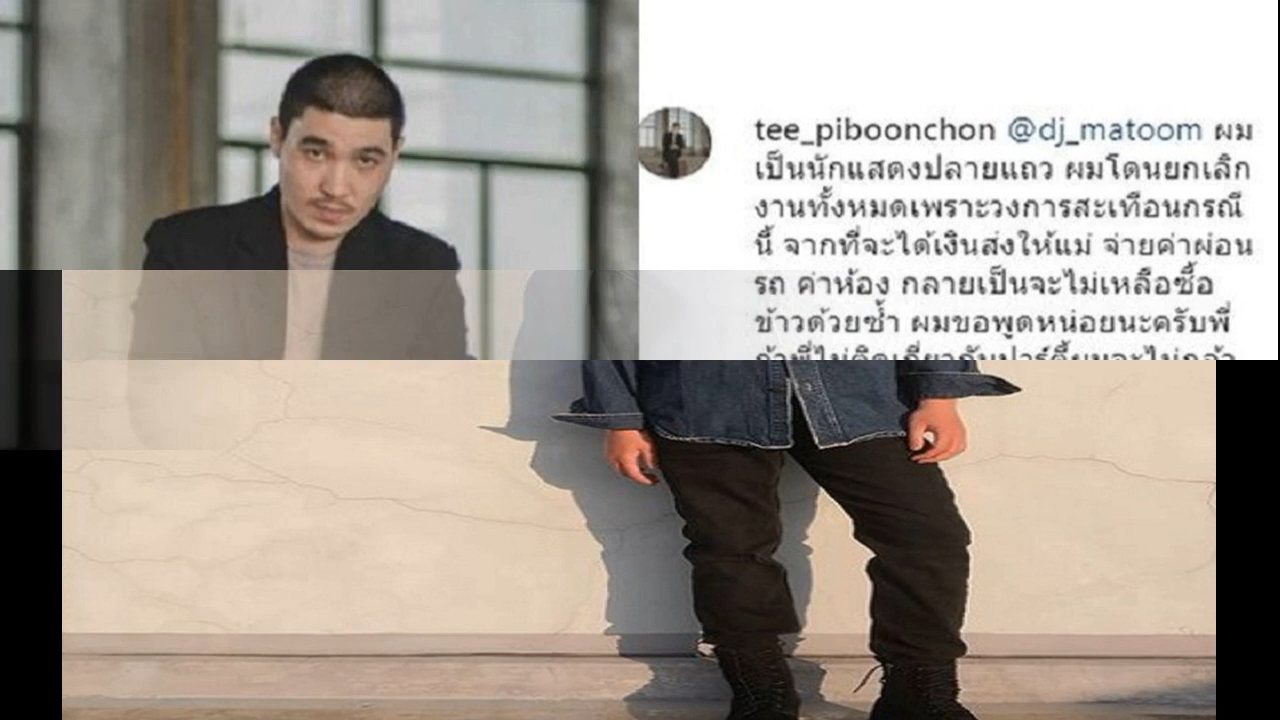 tee_piboonchon @dj_matoom ผม
เป็นนักแสดงปลายแถว ผมโดนยกเลิก
งานทั้งหมดเพราะวงการสะเทือนกรณี
นี้ จากที่จะได้เงินส่งให้แม่ จ่ายค่าผ่อน
รถ ค่าห้อง กลายเป็นจะไม่เหลือซื้อ
ข้าวด้วยซ้ำ ผมขอพูดหน่อยนะครับพี่